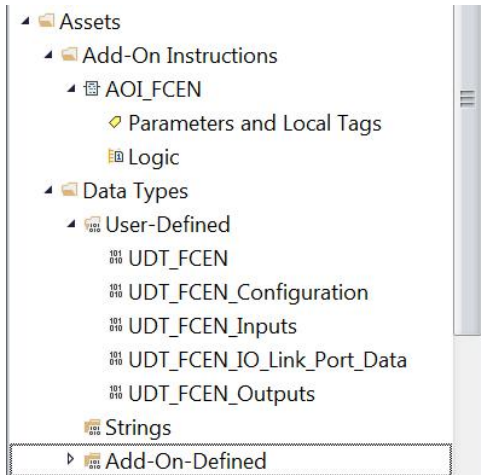 Assets
Add-On Instructions
AOI_FCEN
Parameters and Local Tags
Logic
Data Types
User-Defined
UDT_FCEN
UDT_FCEN_Configuration
UDT_FCEN_Inputs
UDT_FCEN_IO_Link_Port_Data
UDT_FCEN_Outputs
Strings
Add-On-Defined